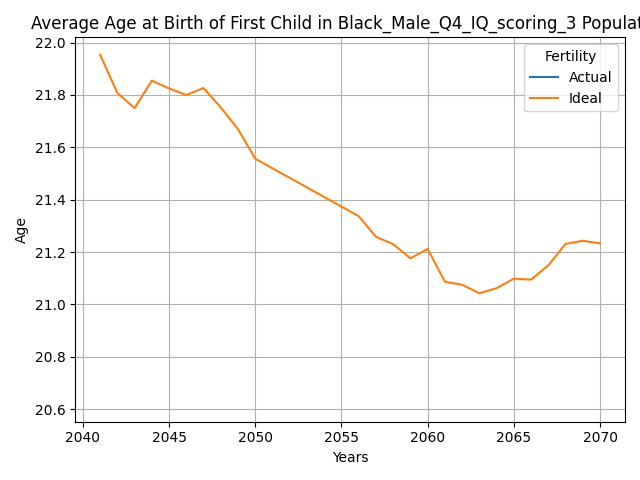 Average Age at Birth of First Child in Black_Male_Q4_IQ_scoring_3 Populat
Fertility
Actual
Ideal
22.0
21.8
21.6
21.4
21.2
21.0
20.8
20.6
Age
2040 2045 2050 2055 2060 2065 2070
Years